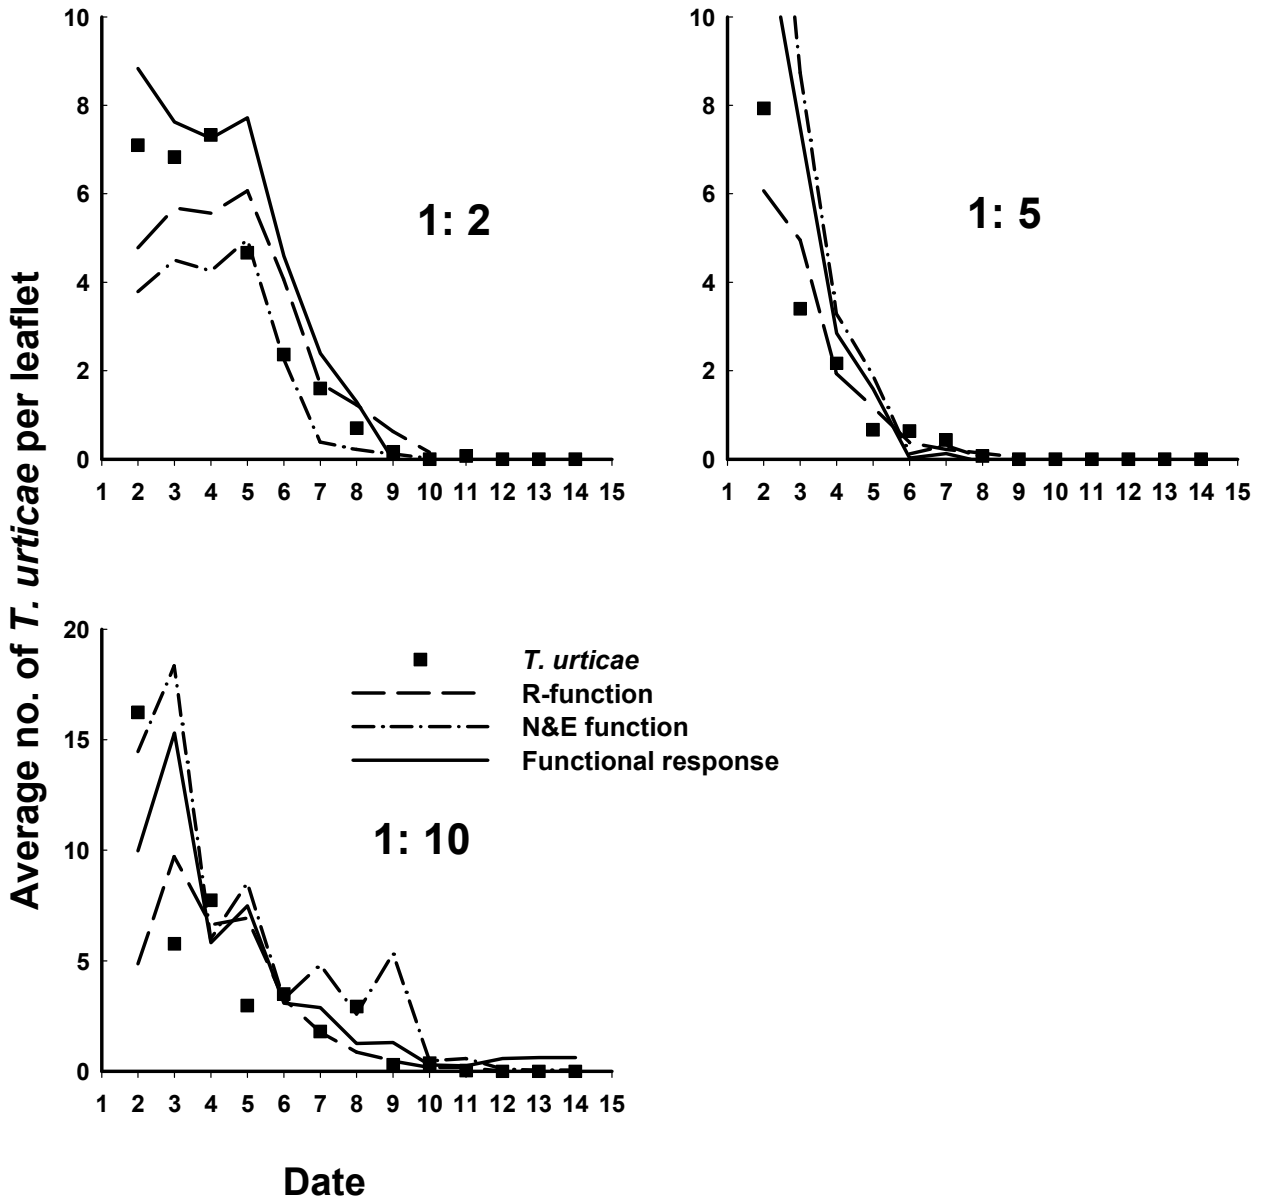 10
8
6
4
2
0
1 2 3 4 5 6 7 8 9 10 11 12 13 14 15
1: 2
10
8
6
4
2
0
1 2 3 4 5 6 7 8 9 10 11 12 13 14 15
1: 5
Average no. of T. urticae per leaflet
20
15
10
5
0
1 2 3 4 5 6 7 8 9 10 11 12 13 14 15
T. urticae
R-function
N&E function
Functional response
1: 10
Date